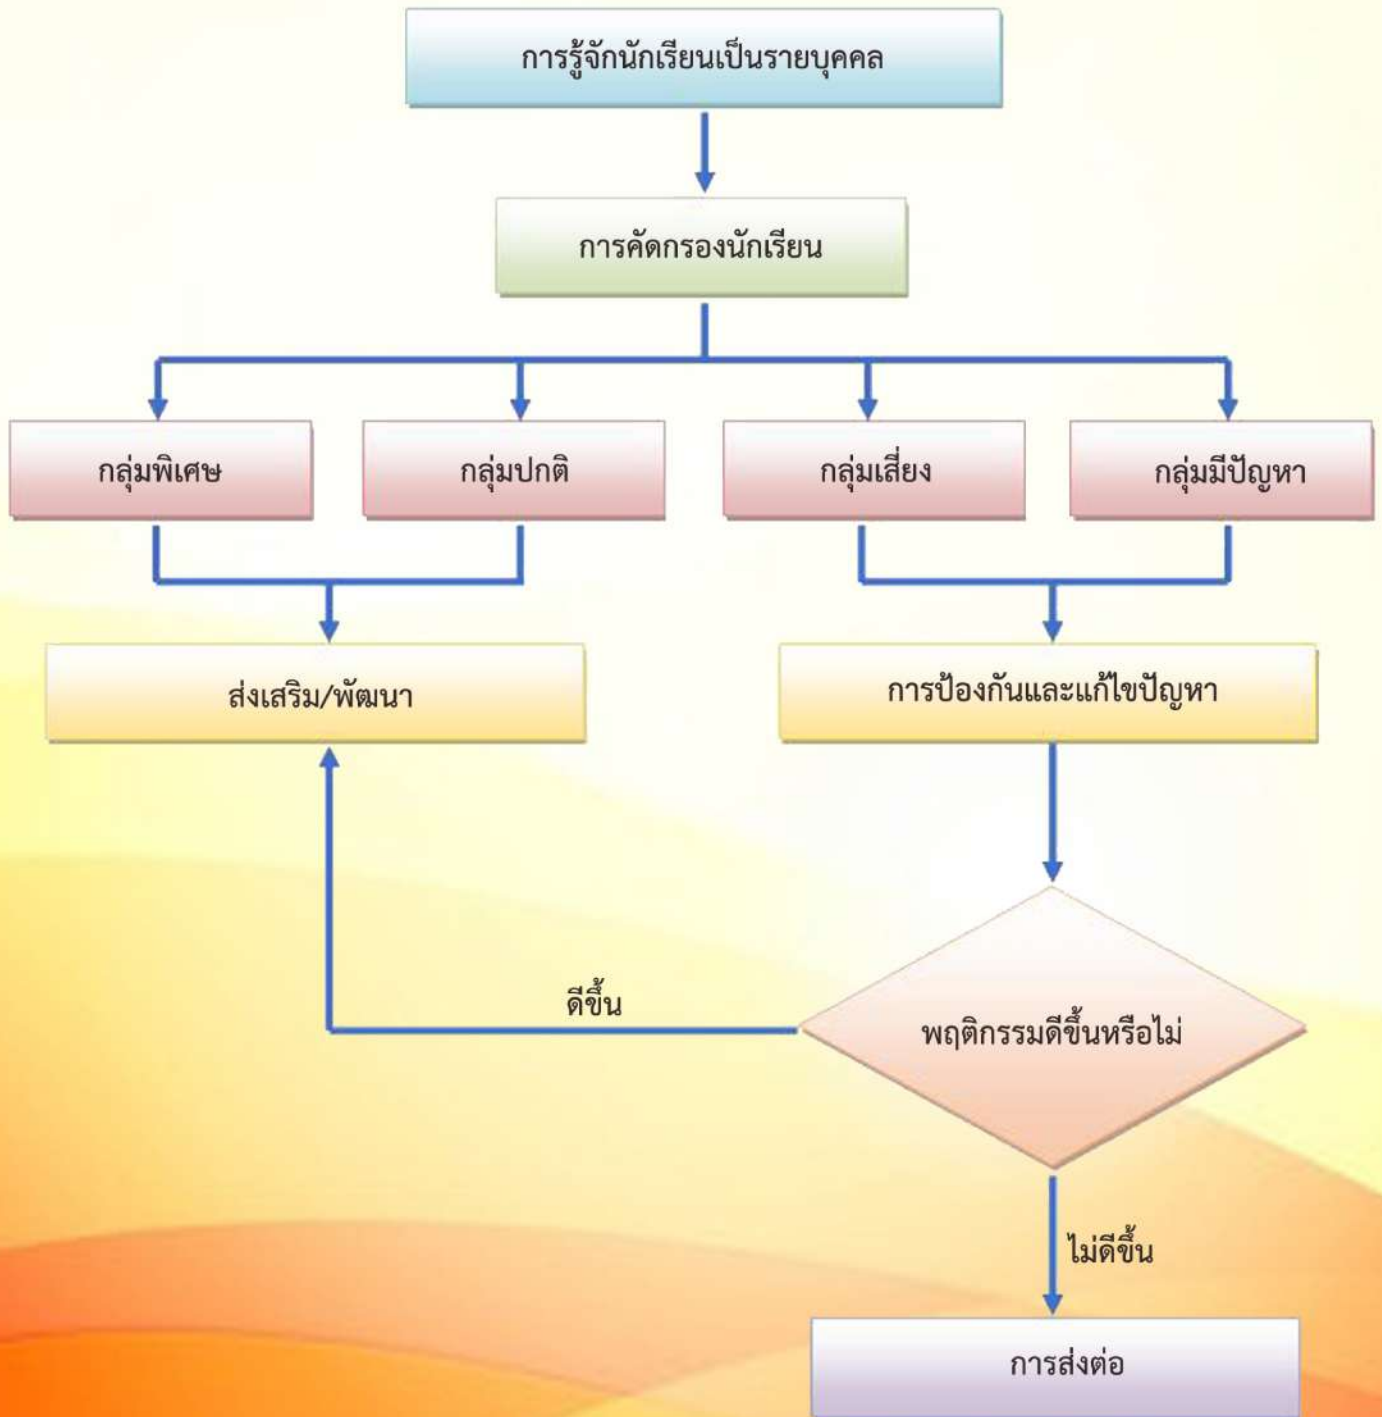 การรู้จักนักเรียนเป็นรายบุคคล
การคัดกรองนักเรียน
กลุ่มพิเศษ
กลุ่มปกติ
กลุ่มเสี่ยง
กลุ่มมีปัญหา
ส่งเสริม/พัฒนา
การป้องกันและแก้ไขปัญหา
ดีขึ้น
พฤติกรรมดีขึ้นหรือไม่
ไม่ดีขึ้น
การส่งต่อ